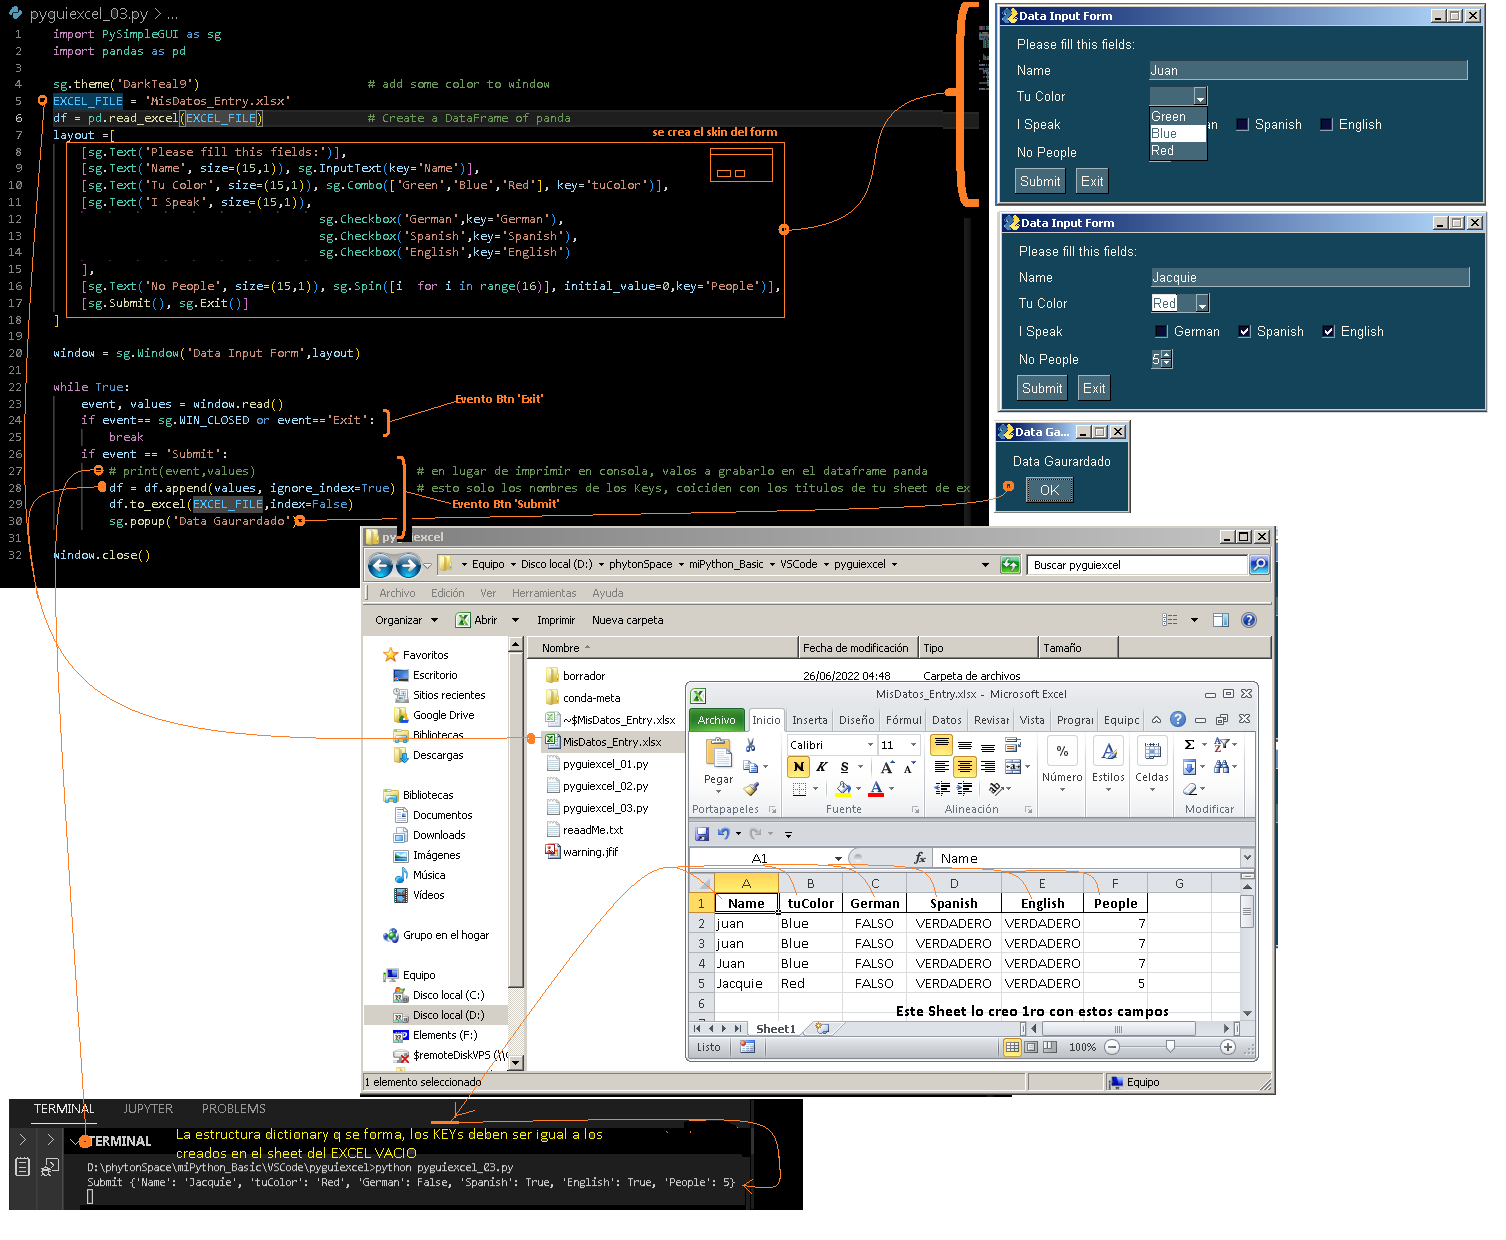 pyguiexcel_03.py > ...
1 import PySimpleGUI as sg
2 import pandas as pd
3
4 sg.theme('DarkTeal9') # add some color to window
5 EXCEL_FILE = 'MisDatos_Entry.xlsx'
6 df = pd.read_excel(EXCEL_FILE) # Create a DataFrame of panda
7 layout =[
se crea el skin del form
8 [sg.Text('Please fill this fields:')],
9 [sg.Text('Name', size=(15,1)), sg.InputText(key='Name')],
10 [sg.Text('Tu Color', size=(15,1)), sg.Combo(['Green','Blue','Red'], key='tuColor')],
11 [sg.Text('I Speak', size=(15,1)),
12 sg.Checkbox('German',key='German'),
13 sg.Checkbox('Spanish',key='Spanish'),
14 sg.Checkbox('English',key='English')
15 ],
16 [sg.Text('No People', size=(15,1)), sg.Spin([i for i in range(16)], initial_value=0,key='People')],
17 [sg.Submit(), sg.Exit()]
18 ]
19
20 window = sg.Window('Data Input Form',layout)
21
22 while True:
23 event, values = window.read()
Evento Btn 'Exit'
24 if event== sg.WIN_CLOSED or event=='Exit':
25 break
26 if event == 'Submit':
27 # print(event,values) # en lugar de imprimir en consola, valos a grabarlo en el dataframe panda
28 df = df.append(values, ignore_index=True) # esto solo los nombres de los Keys, coiciden con los titulos de tu sheet de ex
29 df.to_excel(EXCEL_FILE,index=False)
Evento Btn 'Submit'
30 sg.popup('Data Gaurardado')
31
32 window.close()
Data Input Form
Please fill this fields:
Name Juan
Tu Color
Green
Blue
Red
I Speak an Spanish English
No People
Submit Exit
Data Input Form
Please fill this fields:
Name Jacquie
Tu Color Red
I Speak German Spanish English
No People 5
Submit Exit
Data Ga...
Data Gaurardado
OK
pyguiexcel
Equipo Disco local (D:) phytonSpace miPython_Basic VSCode pyguiexcel
Buscar pyguiexcel
Archivo Edición Ver Herramientas Ayuda
Organizar Abrir Imprimir Nueva carpeta
Favoritos
Escritorio
Sitios recientes
Google Drive
Bibliotecas
Descargas
Bibliotecas
Documentos
Downloads
Imágenes
Música
Vídeos
Grupo en el hogar
Equipo
Disco local (C:)
Disco local (D:)
Elements (F:)
$remoteDiskVPS
Nombre Fecha de modificación Tipo Tamaño
borrador 26/06/2022 04:48 Carpeta de archivos
conda-meta
~$MisDatos_Entry.xlsx
MisDatos_Entry.xlsx
pyguiexcel_01.py
pyguiexcel_02.py
pyguiexcel_03.py
reaadMe.txt
warning.jfif
MisDatos_Entry.xlsx - Microsoft Excel
Archivo Inicio Inserta Diseño Fórmul Datos Revisar Vista Prograi Equipc
Pegar
Calibri 11
N K S A A
% A
Número Estilos Celdas
Σ
Portapapeles Fuente Alineación Modificar
A1 fx Name
A B C D E F G
1 Name tuColor German Spanish English People
2 juan Blue FALSO VERDADERO VERDADERO 7
3 juan Blue FALSO VERDADERO VERDADERO 7
4 Juan Blue FALSO VERDADERO VERDADERO 7
5 Jacquie Red FALSO VERDADERO VERDADERO 5
6
Este Sheet lo creo 1ro con estos campos
Sheet1
Listo 100%
1 elemento seleccionado
Equipo
TERMINAL JUPYTER PROBLEMS
TERMINAL
La estructura dictionary q se forma, los KEYs deben ser igual a los
creados en el sheet del EXCEL VACIO
D:\phytonSpace\miPython_Basic\VSCode\pyguiexcel>python pyguiexcel_03.py
Submit {'Name': 'Jacquie', 'tuColor': 'Red', 'German': False, 'Spanish': True, 'English': True, 'People': 5}